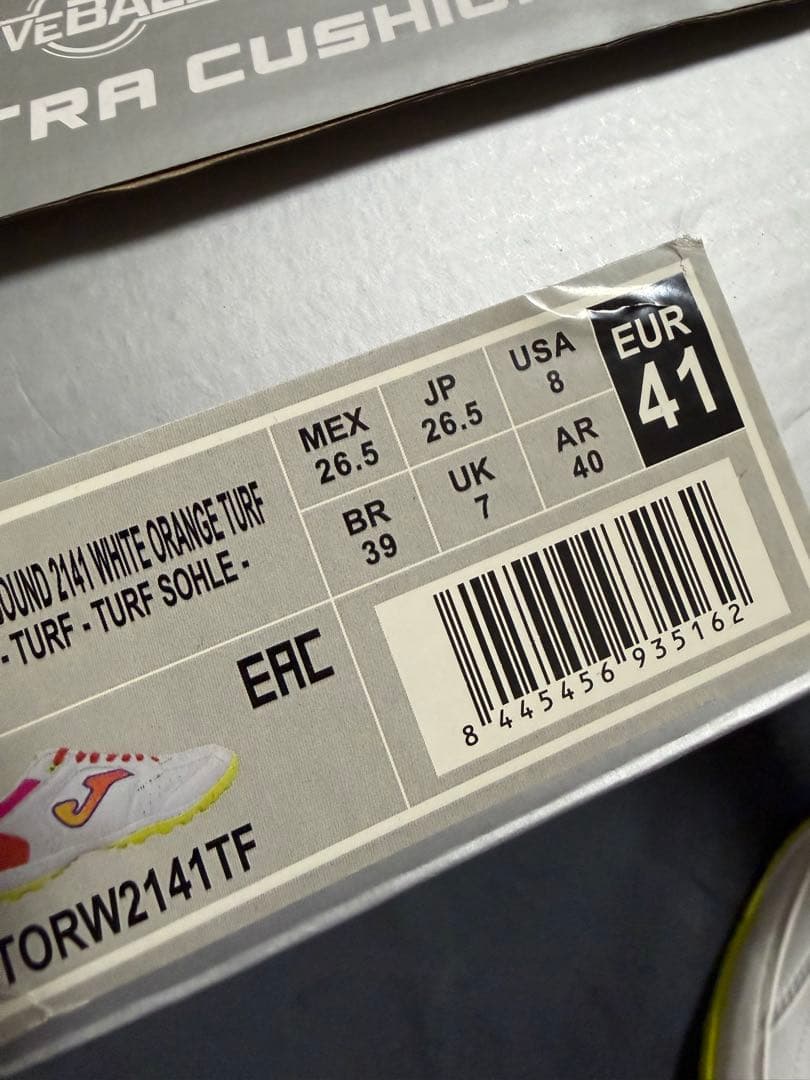 VEBALL
TRA CUSHIO
MEX
26.5
JP
26.5
USA
8
EUR
41
BR
39
UK
7
AR
40
OUND 2141 WHITE ORANGE TURF
- TURF - TURF SOHLE -
EAC
8 445456 935162
TORW2141TF